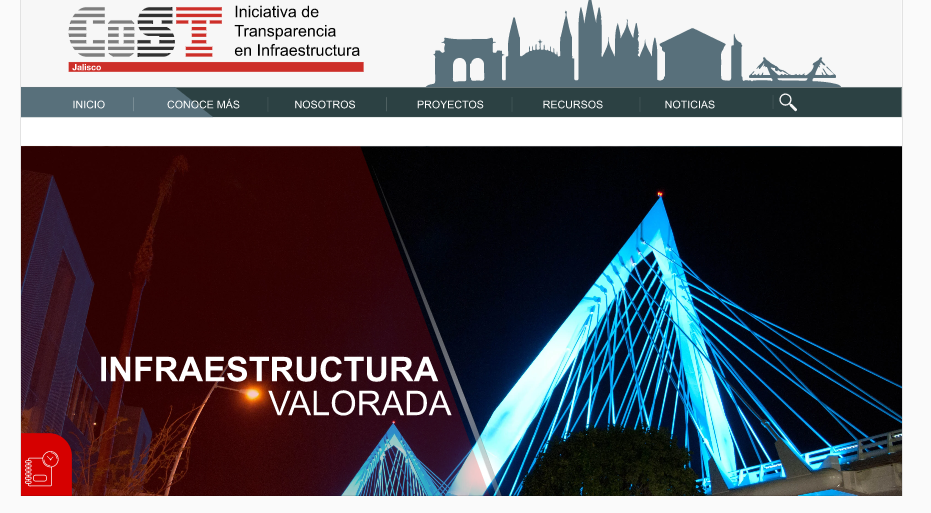 CoST
Iniciativa de
Transparencia
en Infraestructura
Jalisco
INICIO
CONOCE MÁS
NOSOTROS
PROYECTOS
RECURSOS
NOTICIAS
INFRAESTRUCTURA
VALORADA